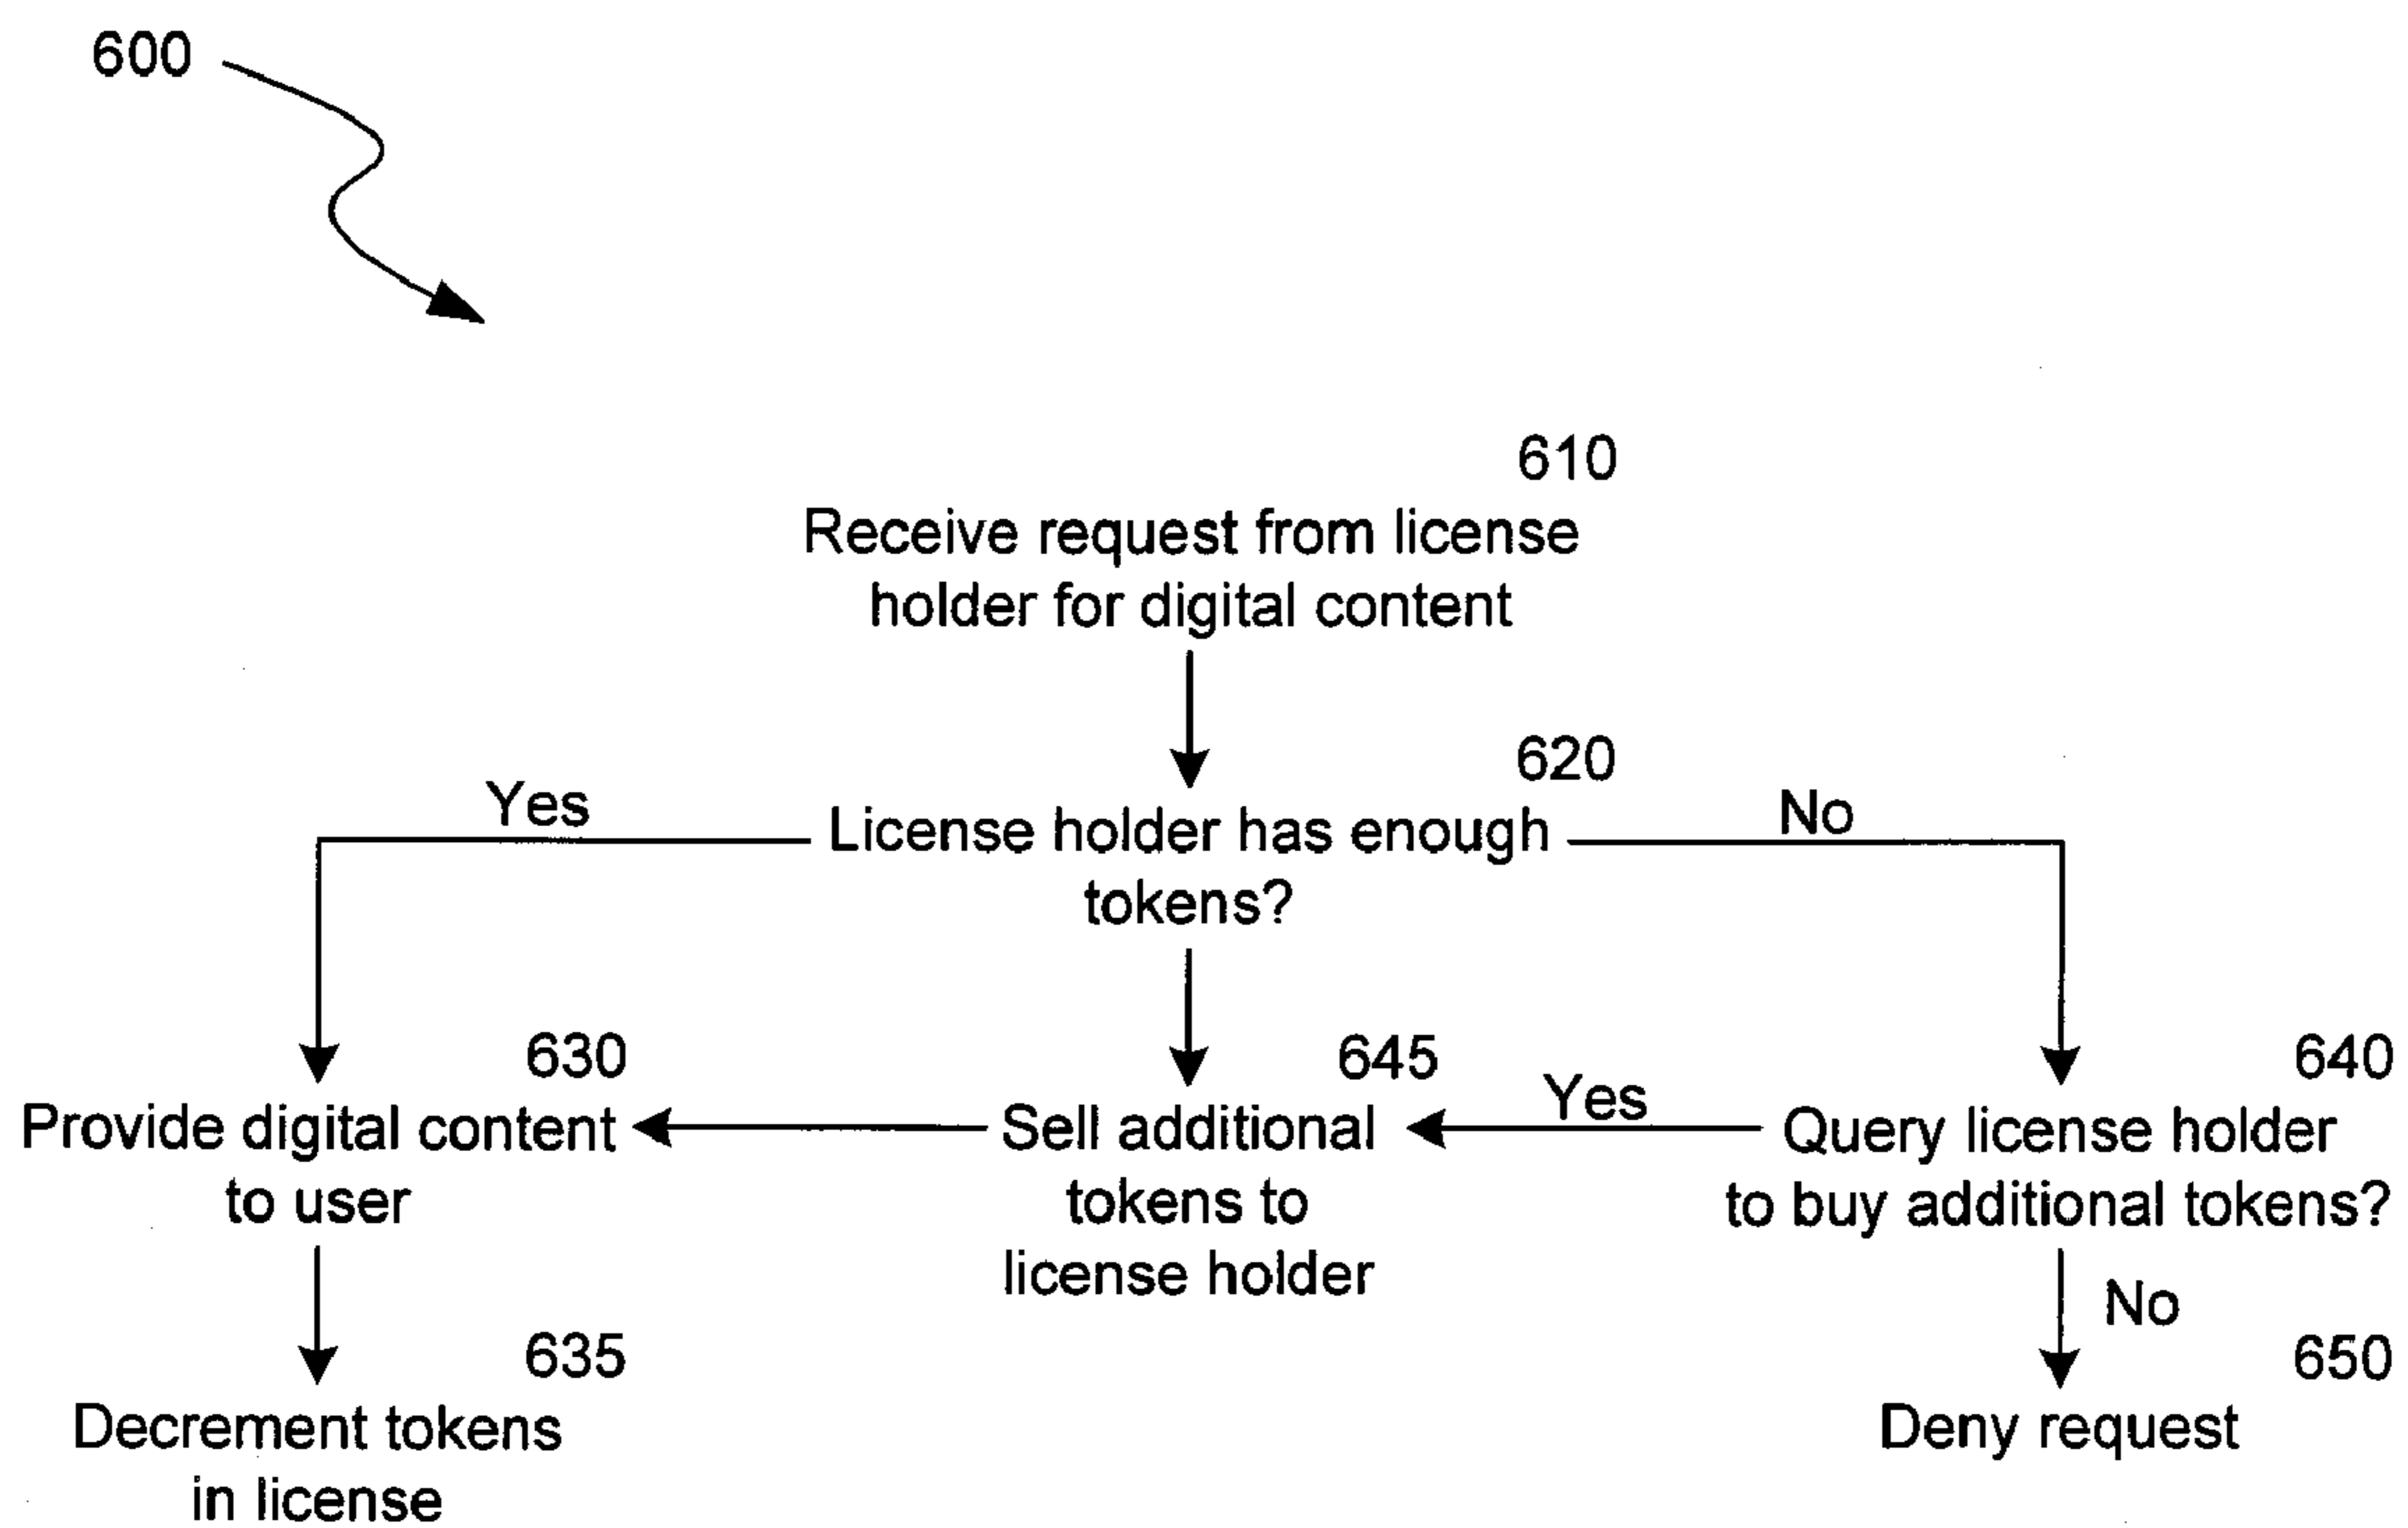 600
610
Receive request from license
holder for digital content
620
Yes
No
License holder has enough
tokens?
630
645
640
Provide digital content
to user
Sell additional
tokens to
license holder
Yes
Query license holder
to buy additional tokens?
No
635
650
Decrement tokens
in license
Deny request